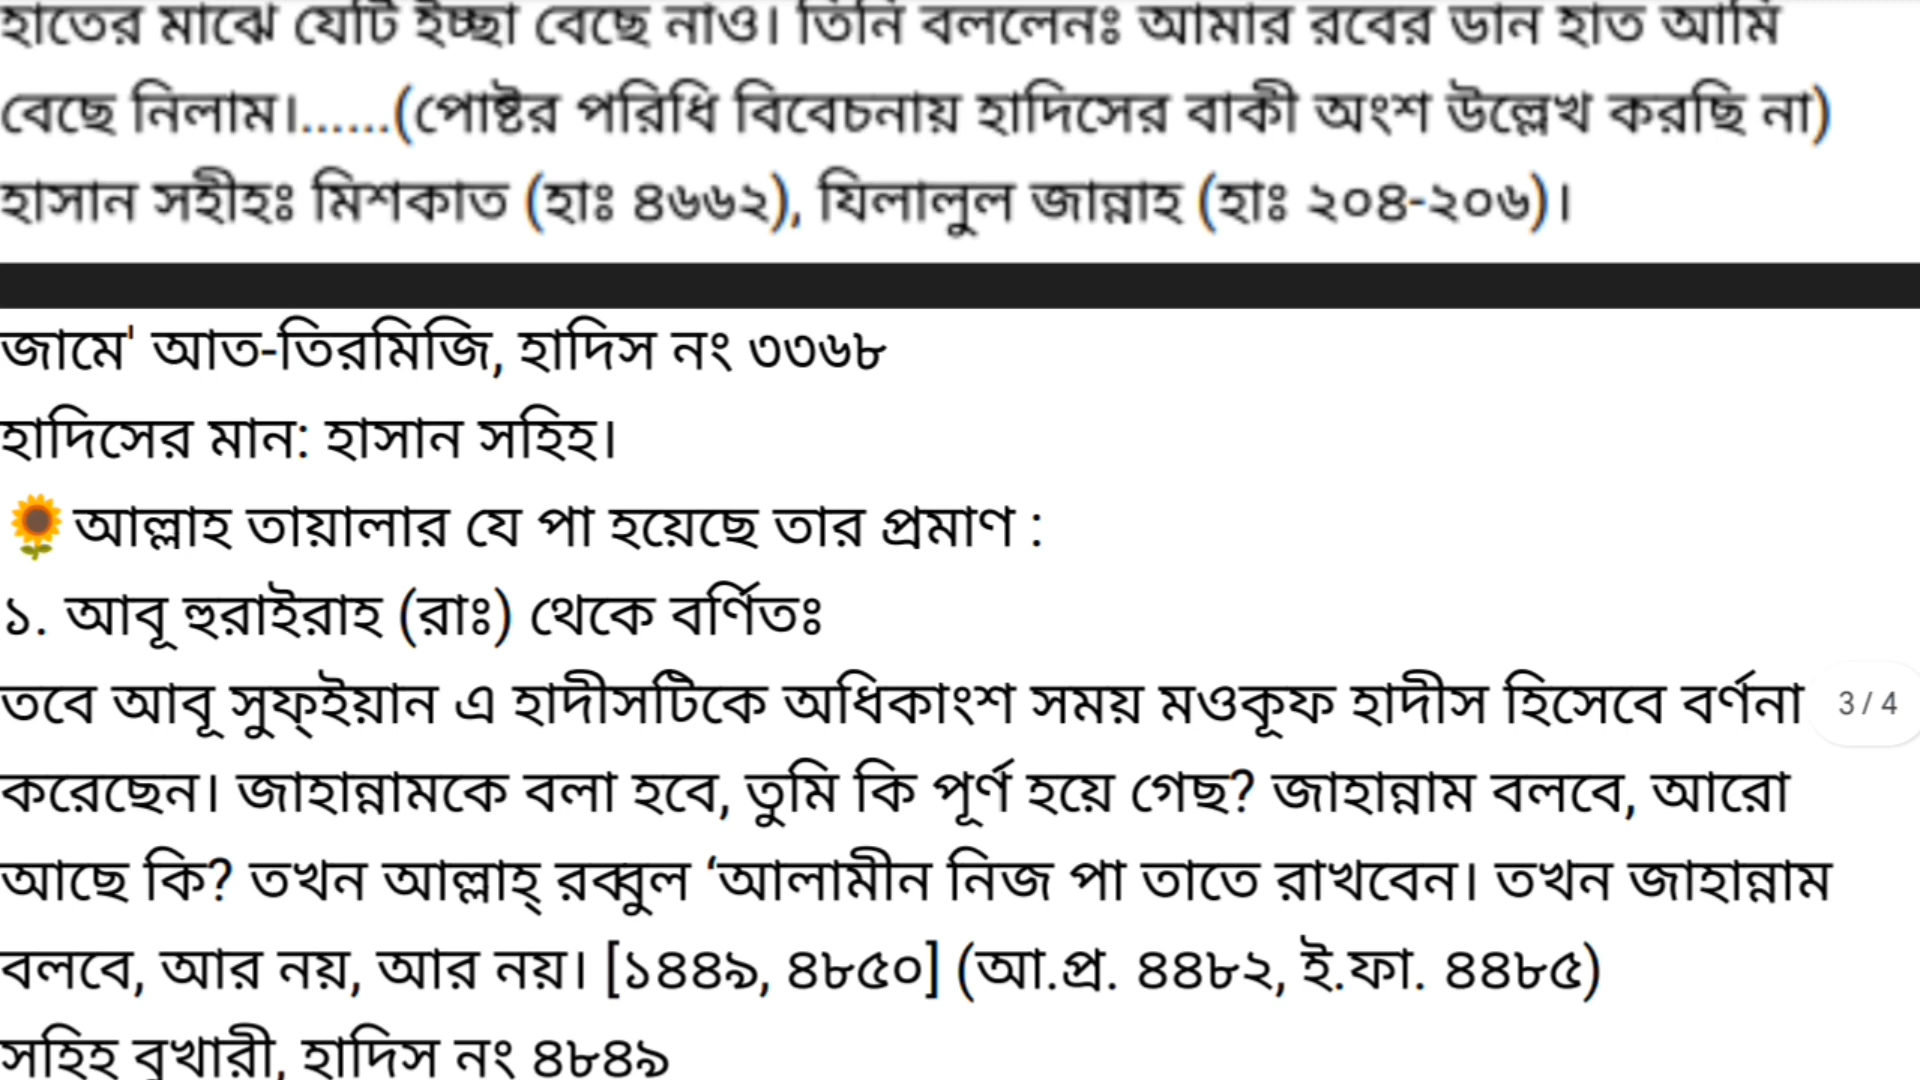 হাতের মাঝে যেটি ইচ্ছা বেছে নাও। তিনি বললেনঃ আমার রবের ডান হাত আমি
বেছে নিলাম।......(পোষ্টর পরিধি বিবেচনায় হাদিসের বাকী অংশ উল্লেখ করছি না)
হাসান সহীহঃ মিশকাত (হাঃ ৪৬৬২), যিলালুল জান্নাহ (হাঃ ২০৪-২০৬)।
জামে' আত-তিরমিজি, হাদিস নং ৩৩৬৮
হাদিসের মান: হাসান সহিহ।
🌻আল্লাহ তায়ালার যে পা হয়েছে তার প্রমাণ :
১. আবূ হুরাইরাহ (রাঃ) থেকে বর্ণিতঃ
তবে আবূ সুফ্ইয়ান এ হাদীসটিকে অধিকাংশ সময় মওকূফ হাদীস হিসেবে বর্ণনা
3 / 4
করেছেন। জাহান্নামকে বলা হবে, তুমি কি পূর্ণ হয়ে গেছ? জাহান্নাম বলবে, আরো
আছে কি? তখন আল্লাহ্ রব্বুল ‘আলামীন নিজ পা তাতে রাখবেন। তখন জাহান্নাম
বলবে, আর নয়, আর নয়। [১৪৪৯, ৪৮৫০] (আ.প্র. ৪৪৮২, ই.ফা. ৪৪৮৫)
সহিহ বুখারী, হাদিস নং ৪৮৪৯